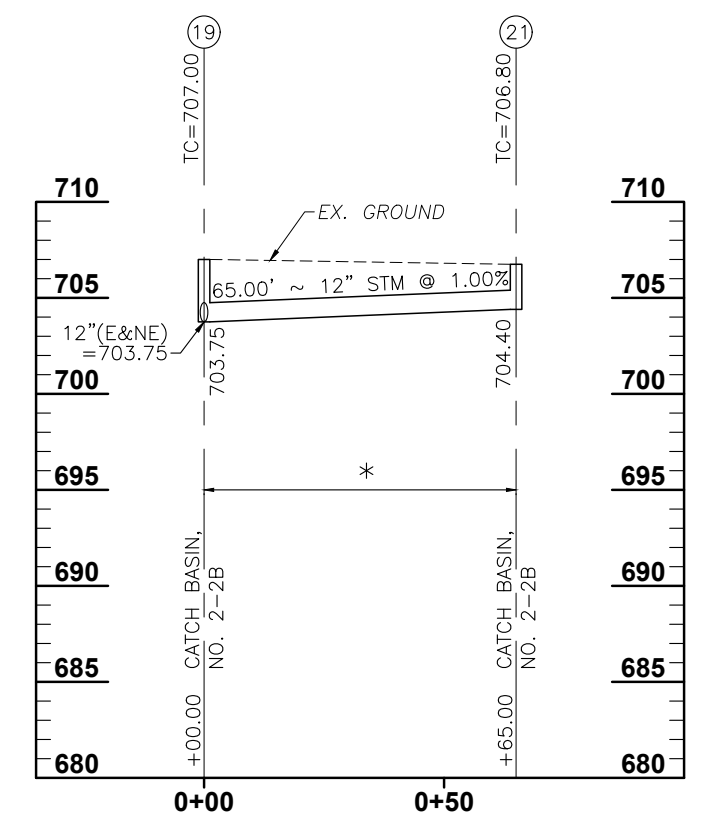 19
21
TC=707.00
TC=706.80
710
710
EX. GROUND
705
65.00' ~ 12" STM @ 1.00%
705
12"(E&NE)
=703.75
703.75
704.40
700
700
*
695
695
CATCH BASIN,
NO. 2-2B
CATCH BASIN,
NO. 2-2B
690
690
685
685
+00.00
+65.00
680
680
0+00
0+50